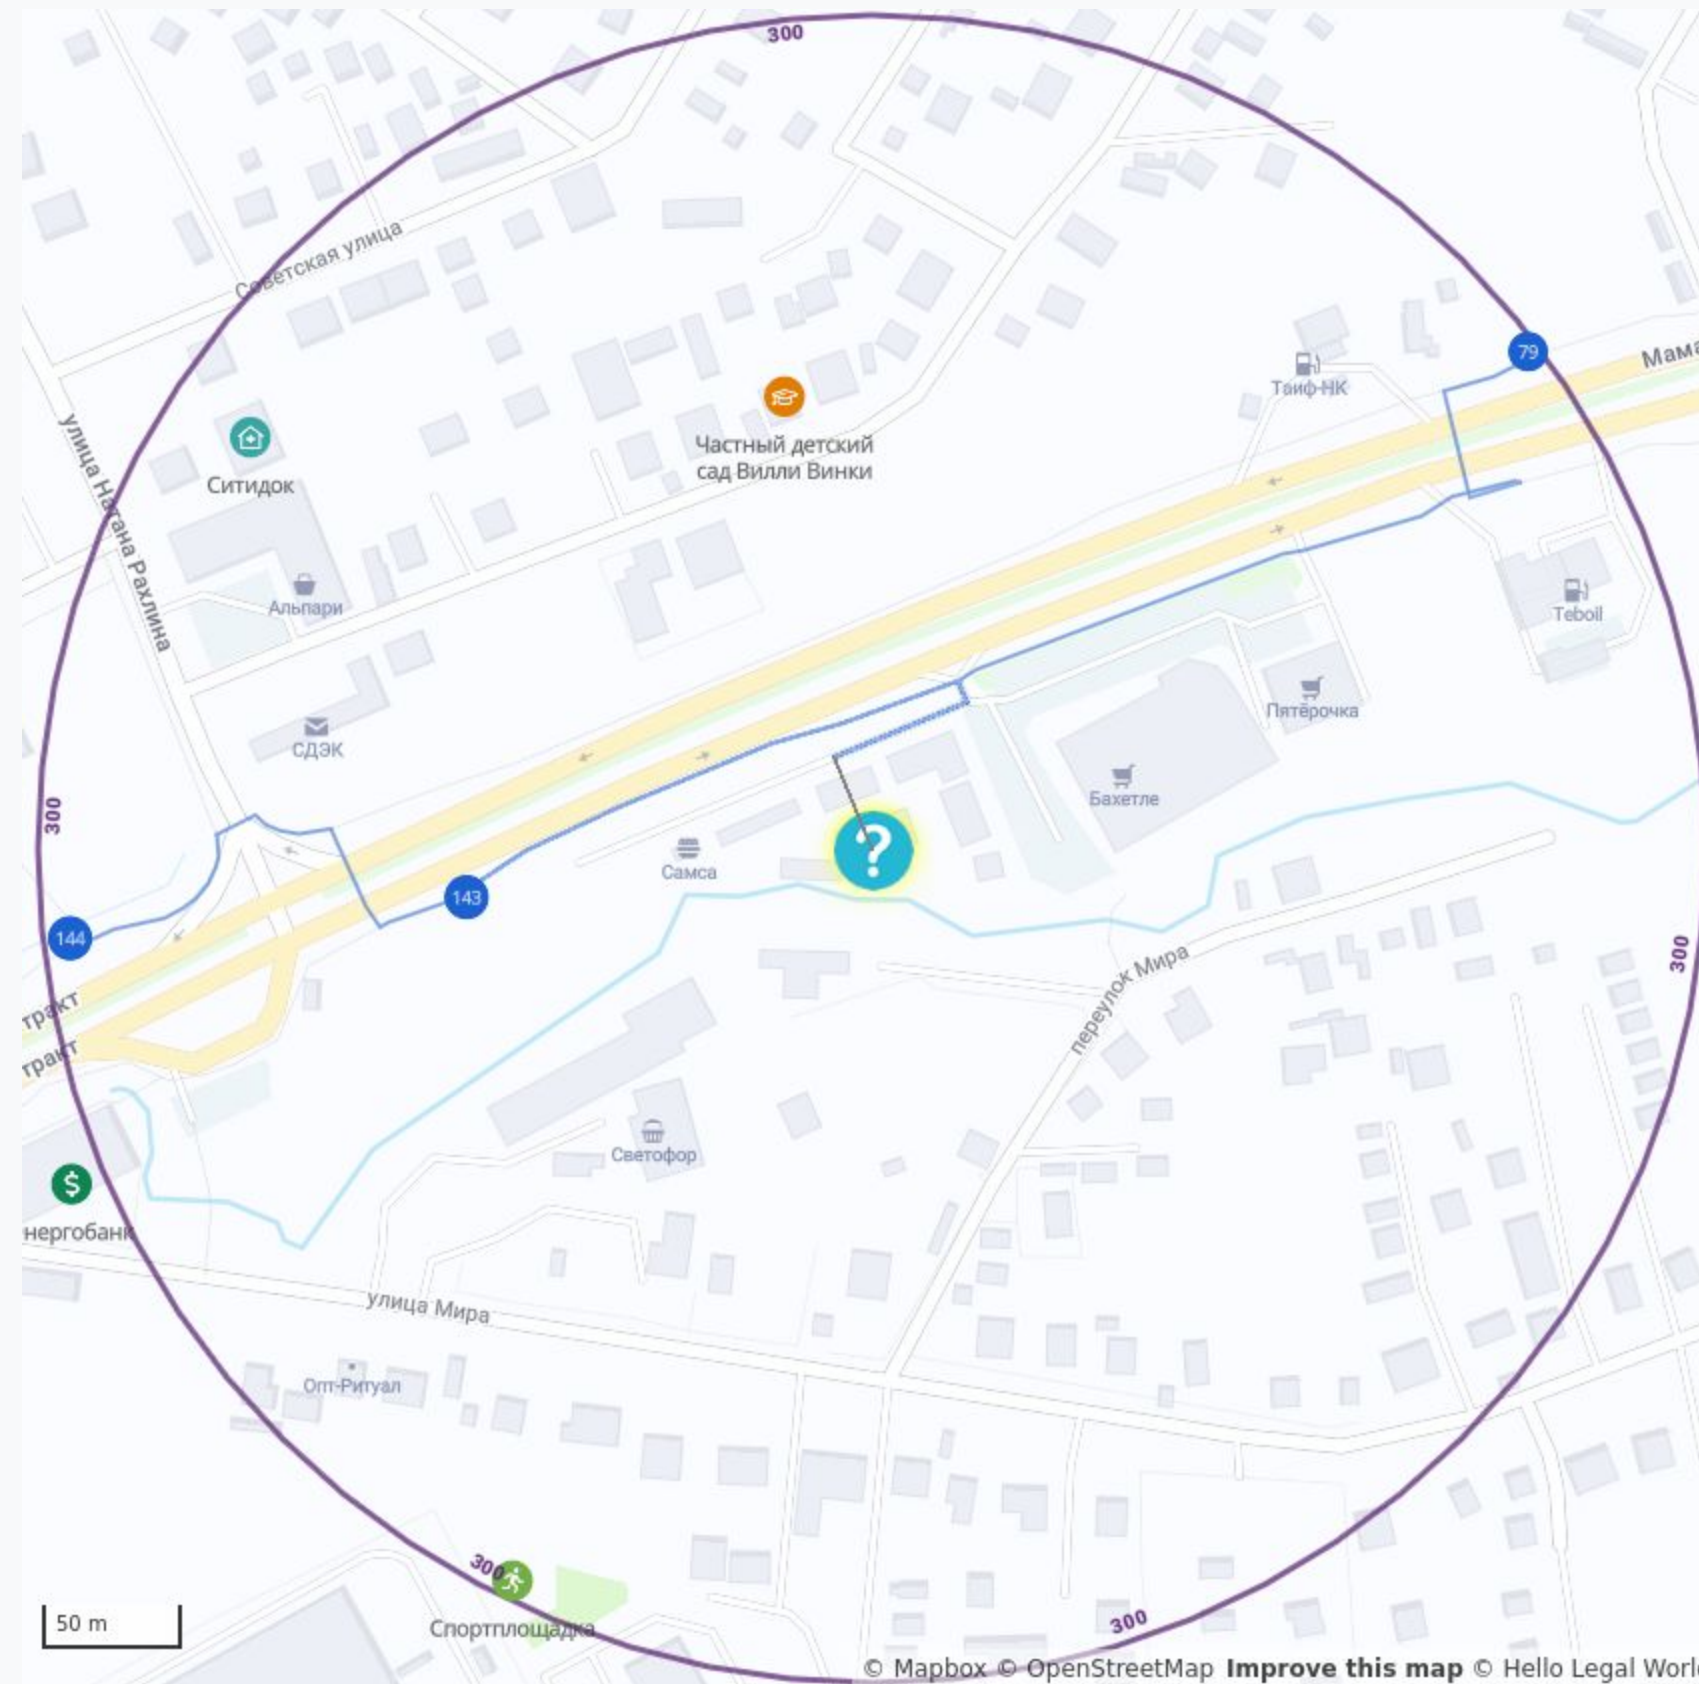 300
Советская улица
79
Мама
Таиф-НК
улица Натана Рахлина
Ситидок
Частный детский
сад Вилли Винки
Альпари
Teboil
СДЭК
Пятёрочка
300
Бахетле
?
Самса
143
144
300
переулок Мира
тракт
тракт
Светофор
$
нергобанк
улица Мира
Опт-Ритуал
300
50 m
Спортплощадка
300
© Mapbox © OpenStreetMap Improve this map © Hello Legal Worl